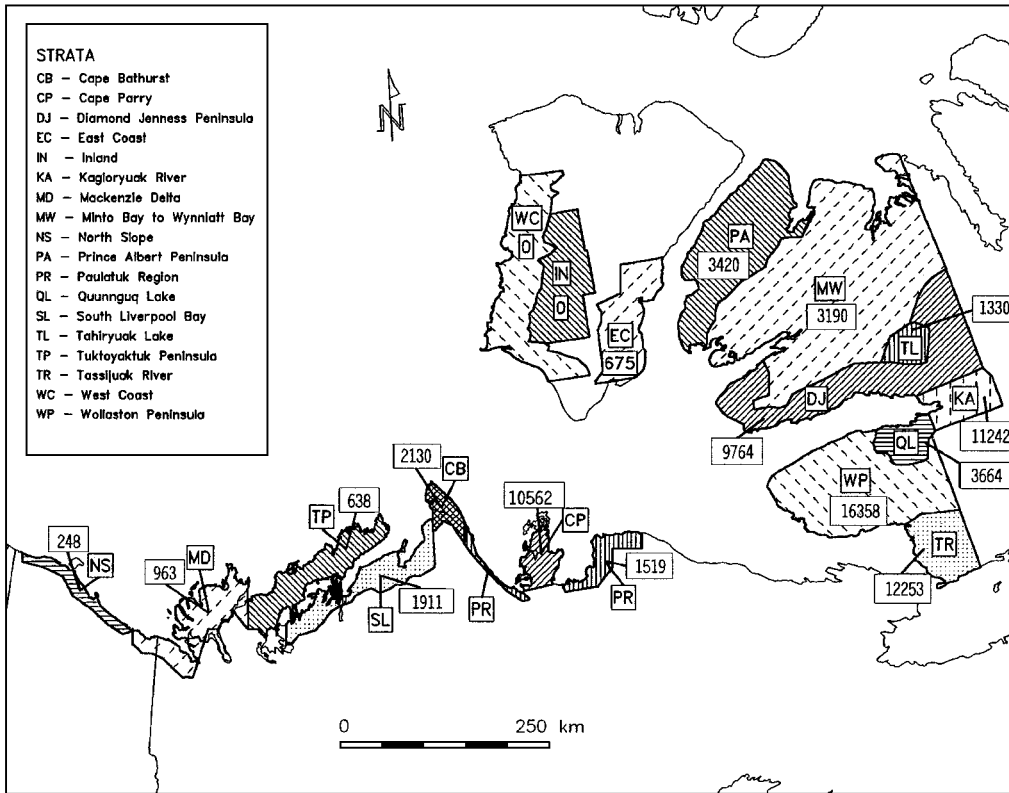 STRATA
CB – Cape Bathurst
CP – Cape Parry
DJ – Diamond Jenness Peninsula
EC – East Coast
IN – Inland
KA – Kagloryuak River
MD – Mackenzie Delta
MW – Minto Bay to Wynniatt Bay
NS – North Slope
PA – Prince Albert Peninsula
PR – Paulatuk Region
QL – Quunnguq Lake
SL – South Liverpool Bay
TL – Tahiryuak Lake
TP – Tuktoyaktuk Peninsula
TR – Tassijuak River
WC – West Coast
WP – Wollaston Peninsula
N
WC
0
IN
0
EC
675
PA
3420
MW
3190
1330
TL
DJ
9764
KA
11242
QL
3664
WP
16358
TR
12253
2130
CB
638
TP
10562
CP
1519
PR
PR
1911
SL
248
NS
963
MD
0 250 km